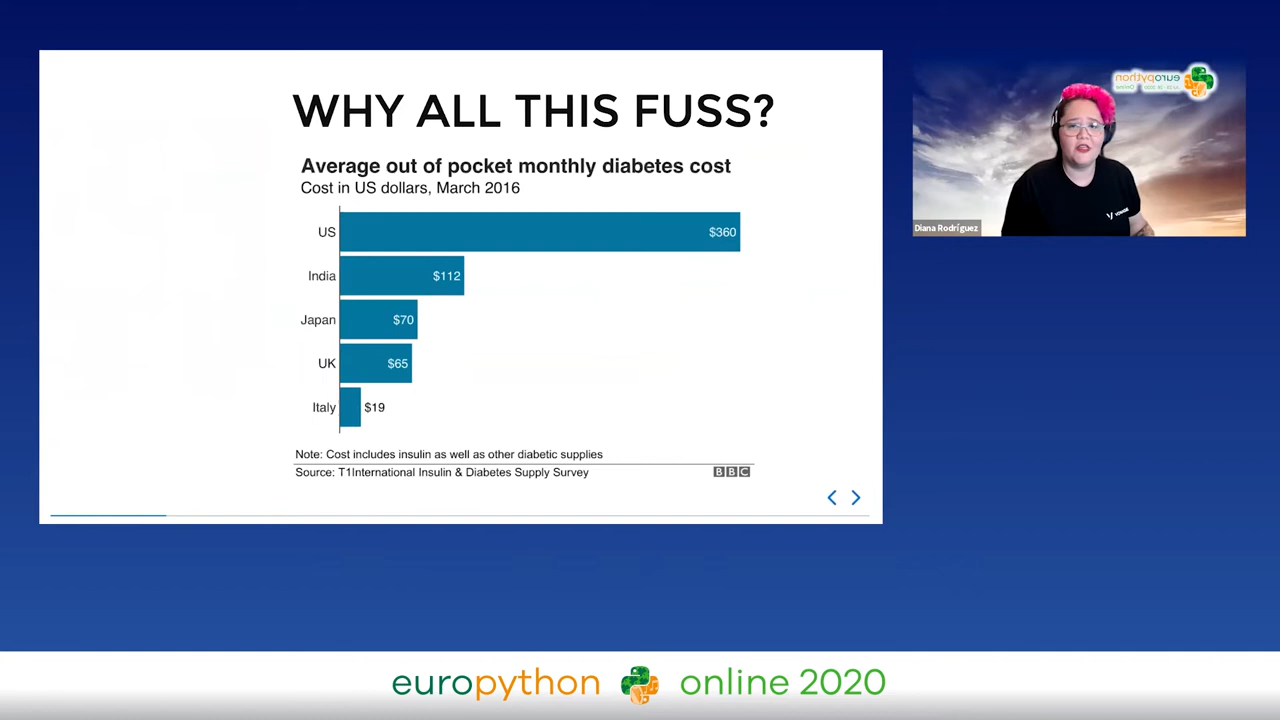 WHY ALL THIS FUSS?
Average out of pocket monthly diabetes cost
Cost in US dollars, March 2016
US $360
India $112
Japan $70
UK $65
Italy $19
Note: Cost includes insulin as well as other diabetic supplies
Source: T1International Insulin & Diabetes Supply Survey
BBC
europython
Diana Rodríguez
europython online 2020